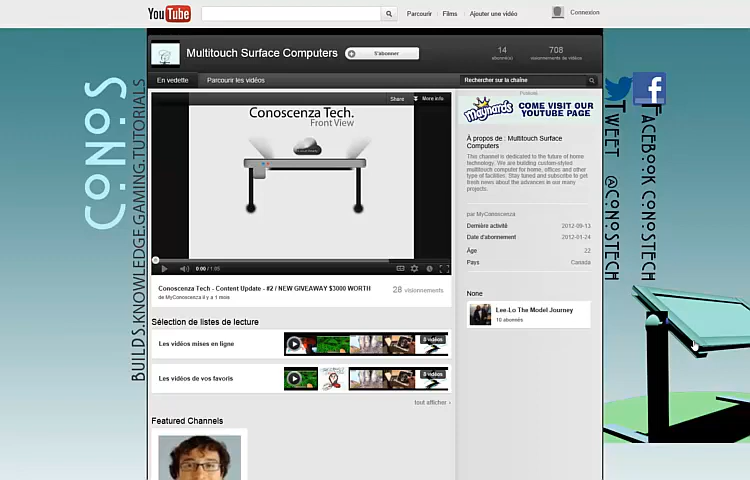 YouTube
Parcourir Films Ajouter une vidéo Connexion
Multitouch Surface Computers
S'abonner
14
abonné(s)
708
visionnements de vidéos
En vedette Parcourir les vidéos
Rechercher sur la chaîne
Share More info
Conoscenza Tech.
Front View
0:00 / 1:05
Conoscenza Tech - Content Update - #2 / NEW GIVEAWAY $3000 WORTH
de MyConoscenza il y a 1 mois
28 visionnements
Sélection de listes de lecture
Les vidéos mises en ligne
8 vidéos
Les vidéos de vos favoris
8 vidéos
tout afficher ›
Featured Channels
Publicité
Maynards
COME VISIT OUR
YOUTUBE PAGE
À propos de : Multitouch Surface
Computers
This channel is dedicated to the future of home
technology. We are building custom-styled
multitouch computer for home, offices and other
type of facilities. Stay tuned and subscribe to get
fresh news about the advances in our many
projects.
par MyConoscenza
Dernière activité 2012-09-13
Date d'abonnement 2012-01-24
Âge 22
Pays Canada
None
Lee-Lo The Model Journey
10 abonnés
CONOS
BUILDS.KNOWLEDGE.GAMING.TUTORIALS
TWEET @CONOSTECH
FACEBOOK CONOSTECH